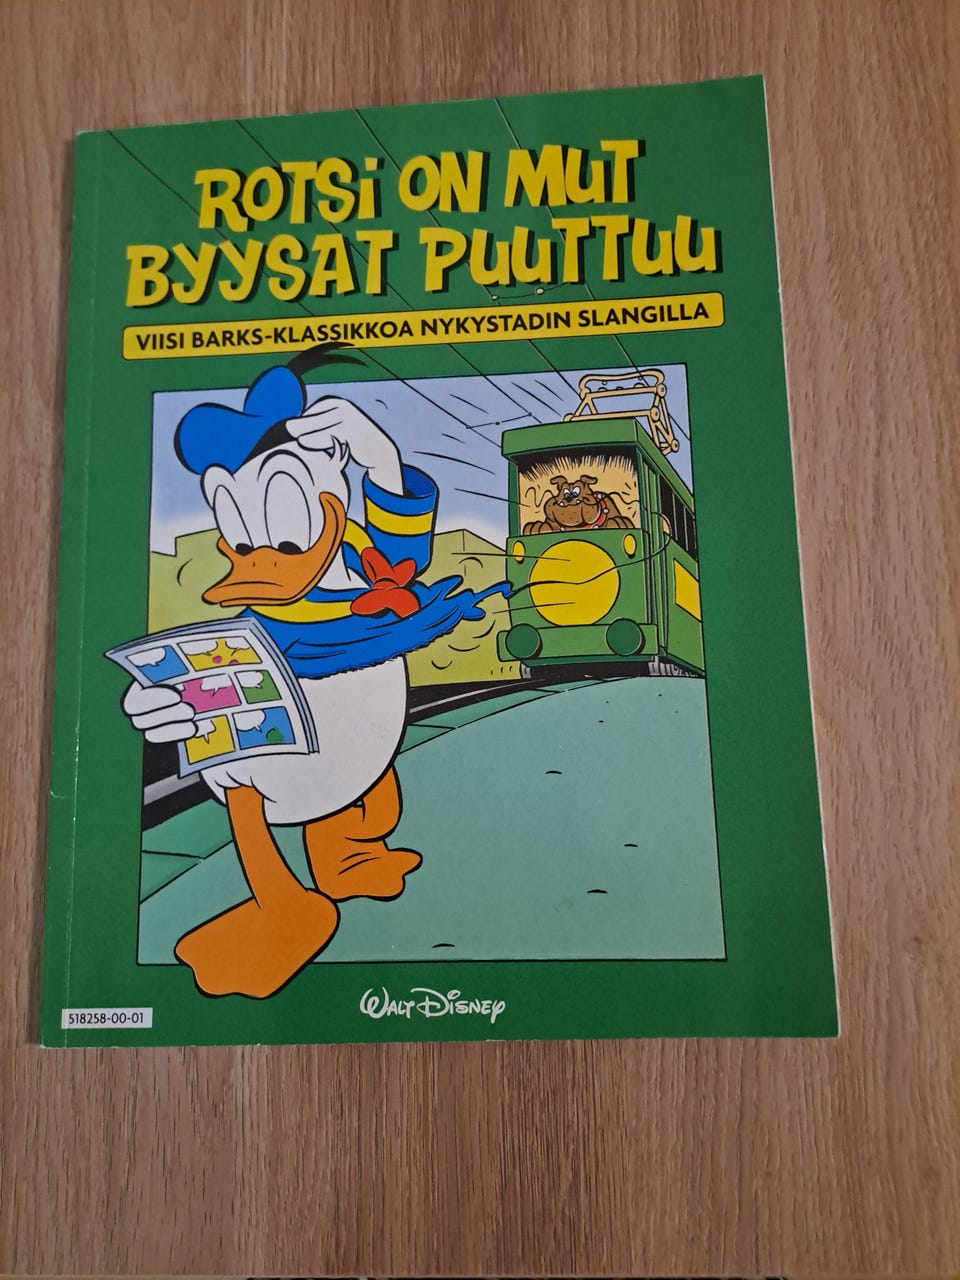 ROTSi ON MUT
BYYSAT PUUTTUU
VIISI BARKS-KLASSIKKOA NYKYSTADIN SLANGILLA
WALT DISNEY
518258-00-01